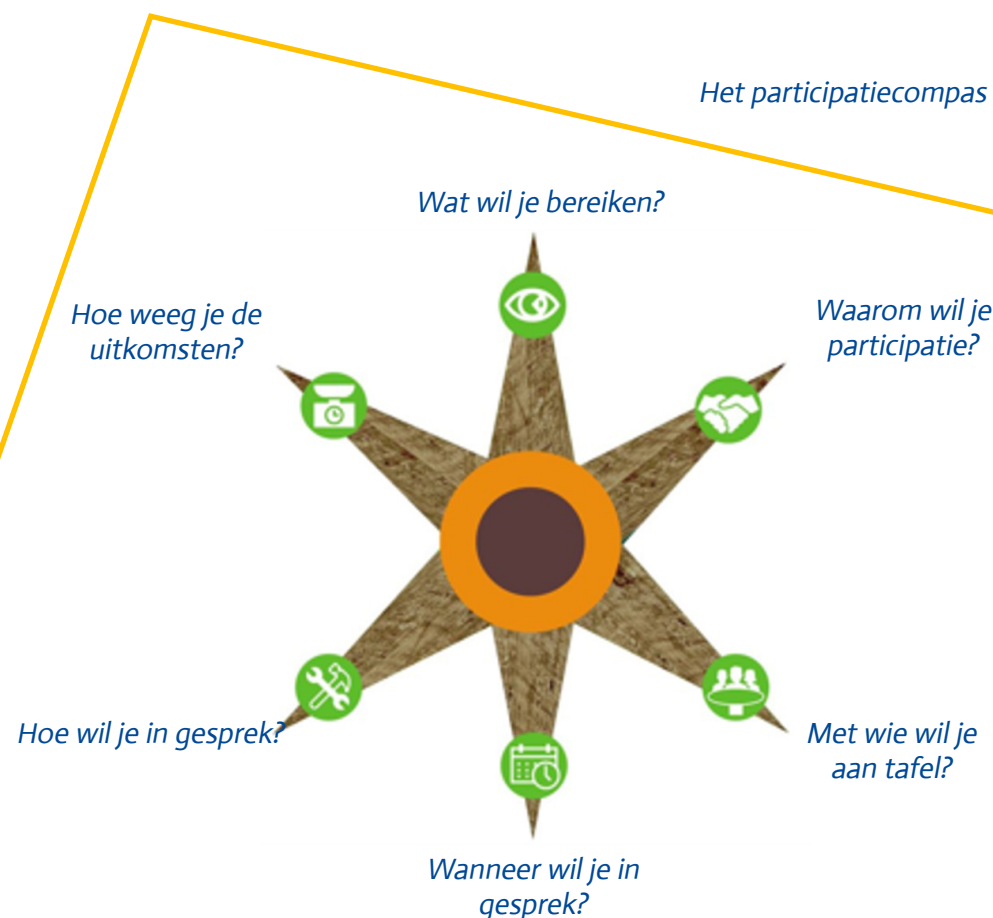 Het participatiecompas
Wat wil je bereiken?
Waarom wil je
participatie?
Met wie wil je
aan tafel?
Wanneer wil je in
gesprek?
Hoe wil je in gesprek?
Hoe weeg je de
uitkomsten?